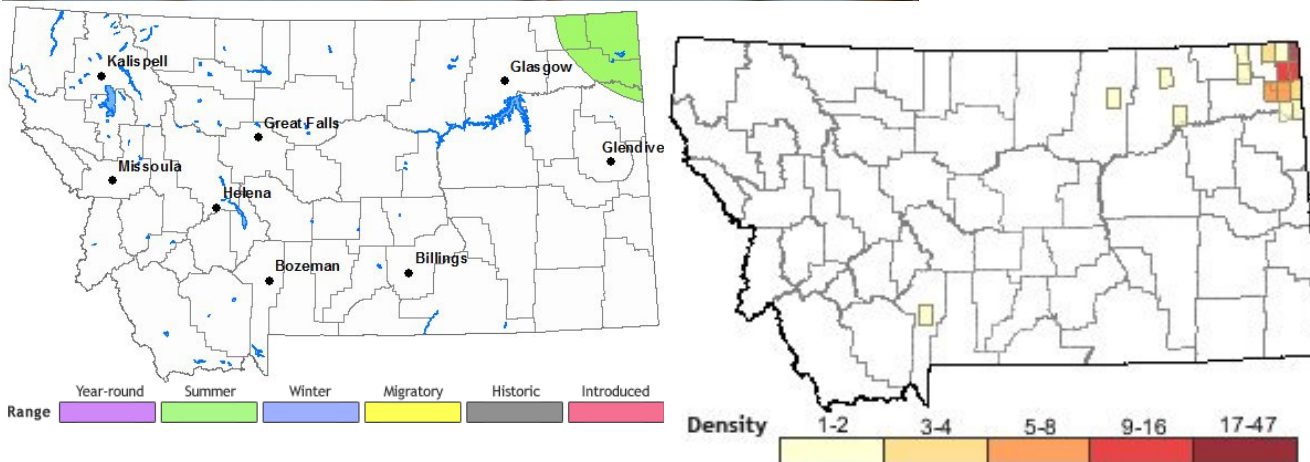 Kalispell
Glasgow
Great Falls
Glendive
Missoula
Helena
Bozeman
Billings
Range Year-round Summer Winter Migratory Historic Introduced
Density 1-2 3-4 5-8 9-16 17-47